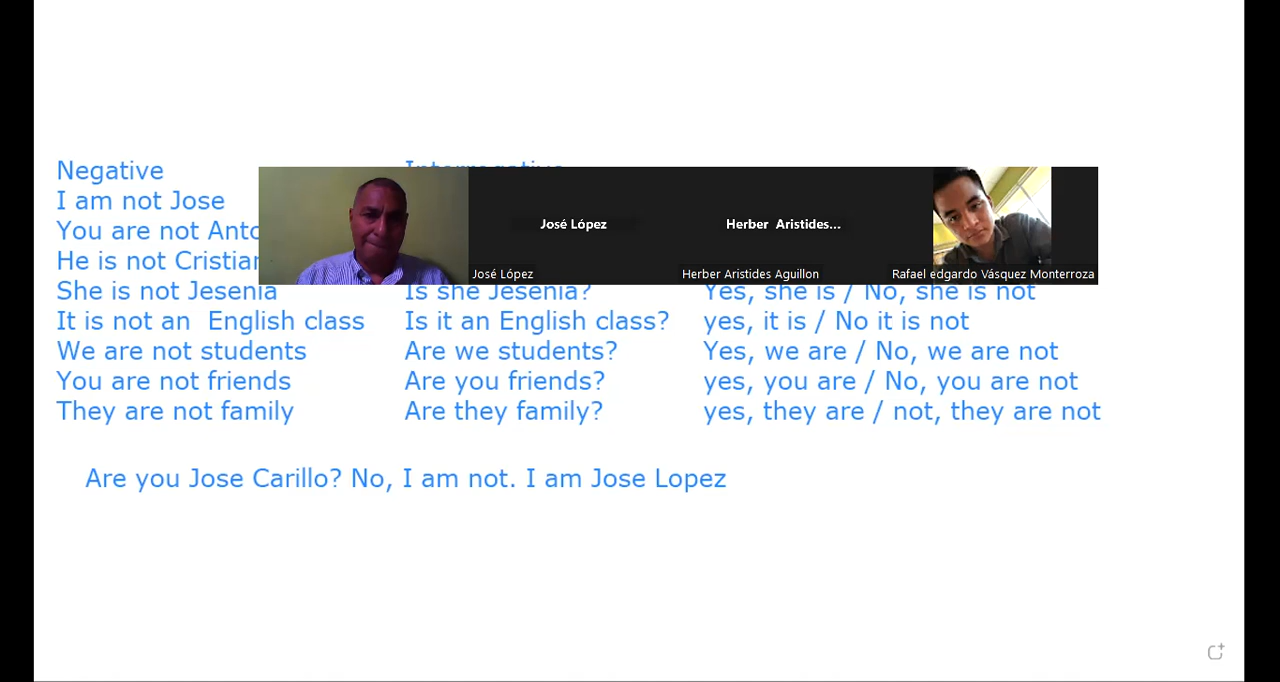 Negative
I am not Jose
You are not
He is not
José López
Herber Aristides...
José López
Herber Aristides Aguillon
Rafael edgardo Vásquez Monterroza
She is not Jesenia Is she Jesenia? Yes, she is / No, she is not
It is not an English class Is it an English class? yes, it is / No it is not
We are not students Are we students? Yes, we are / No, we are not
You are not friends Are you friends? yes, you are / No, you are not
They are not family Are they family? yes, they are / not, they are not
Are you Jose Carillo? No, I am not. I am Jose Lopez